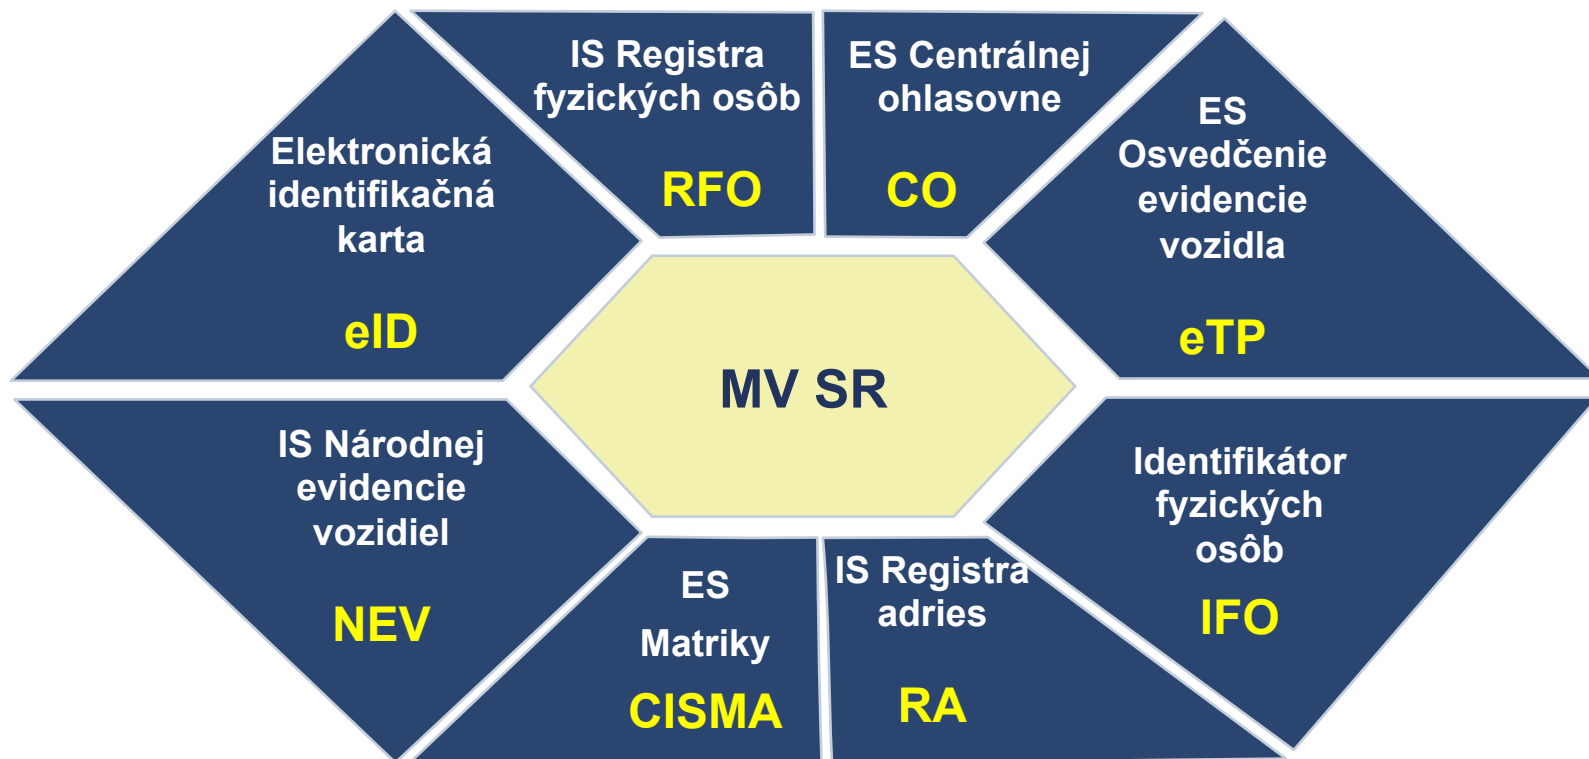 Elektronická
identifikačná
karta
eID
IS Registra
fyzických osôb
RFO
ES Centrálnej
ohlasovne
CO
ES
Osvedčenie
evidencie
vozidla
eTP
MV SR
IS Národnej
evidencie
vozidiel
NEV
ES
Matriky
CISMA
IS Registra
adries
RA
Identifikátor
fyzických
osôb
IFO